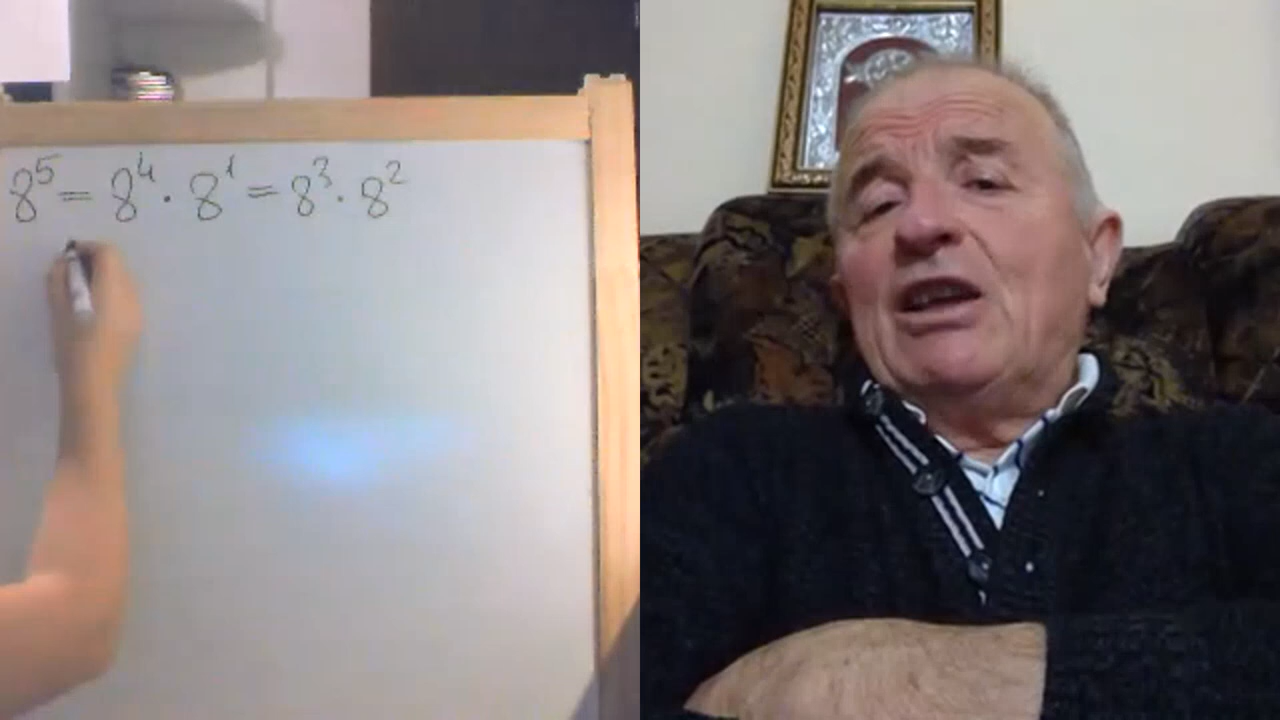 8⁵ = 8⁴ · 8¹ = 8³ · 8²